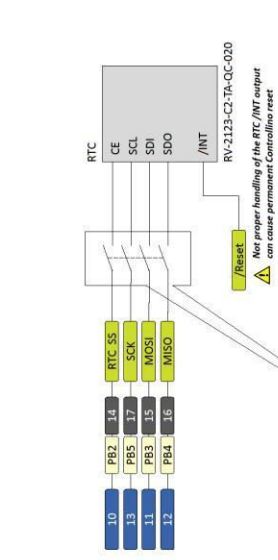 RTC
CE
SCL
SDI
SDO
/INT
RV-2123-C2-TA-QC-020
/Reset
Not proper handling of the RTC /INT output
can cause permanent Controllino reset
10 PB2 14 RTC SS
13 PB5 17 SCK
11 PB3 15 MOSI
12 PB4 16 MISO